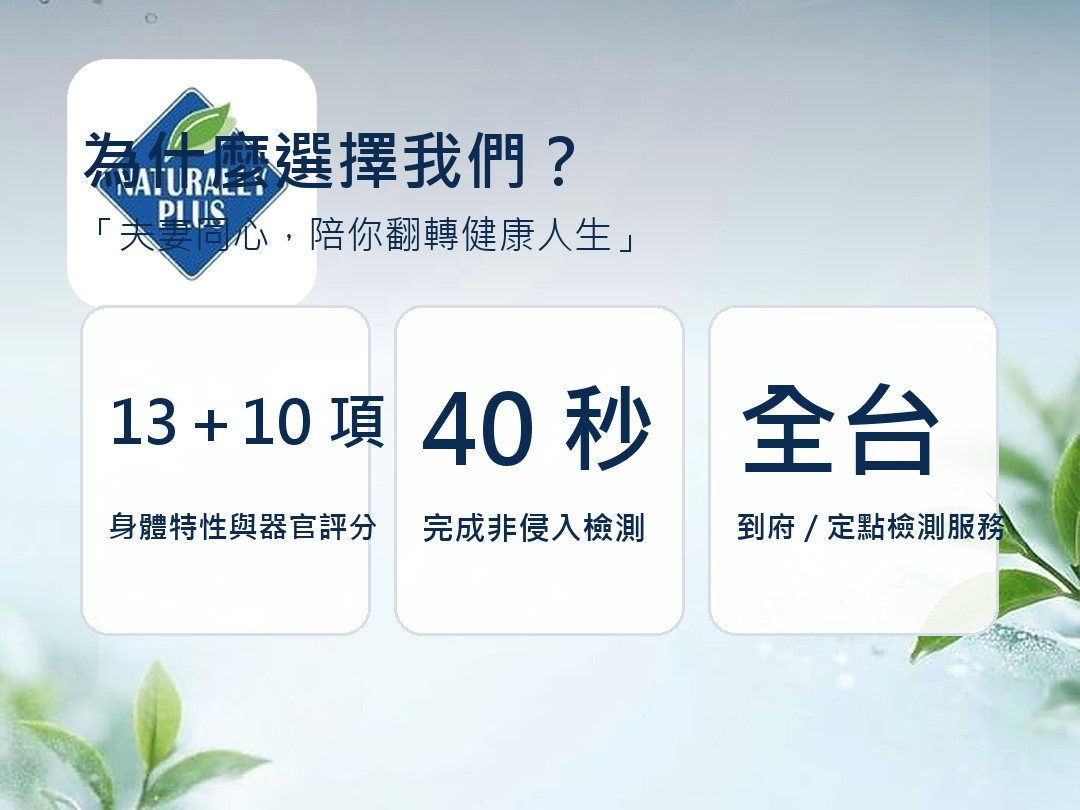 為什麼選擇我們？
NATURALLY
PLUS
「夫妻同心，陪你翻轉健康人生」
13＋10 項
身體特性與器官評分
40 秒
完成非侵入檢測
全台
到府 / 定點檢測服務